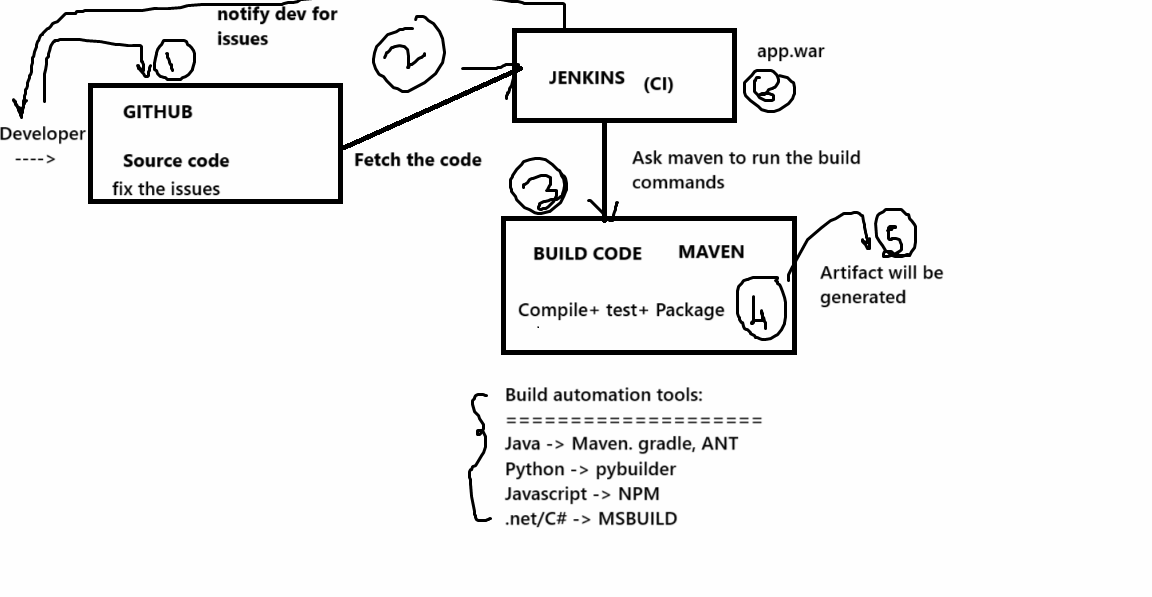 notify dev for
issues
1
2
JENKINS (CI)
app.war
GITHUB
Developer
---->
Source code
fix the issues
Fetch the code
3
Ask maven to run the build
commands
BUILD CODE MAVEN
5
Artifact will be
generated
Compile+ test+ Package
4
Build automation tools:
====================
Java -> Maven. gradle, ANT
Python -> pybuilder
Javascript -> NPM
.net/C# -> MSBUILD